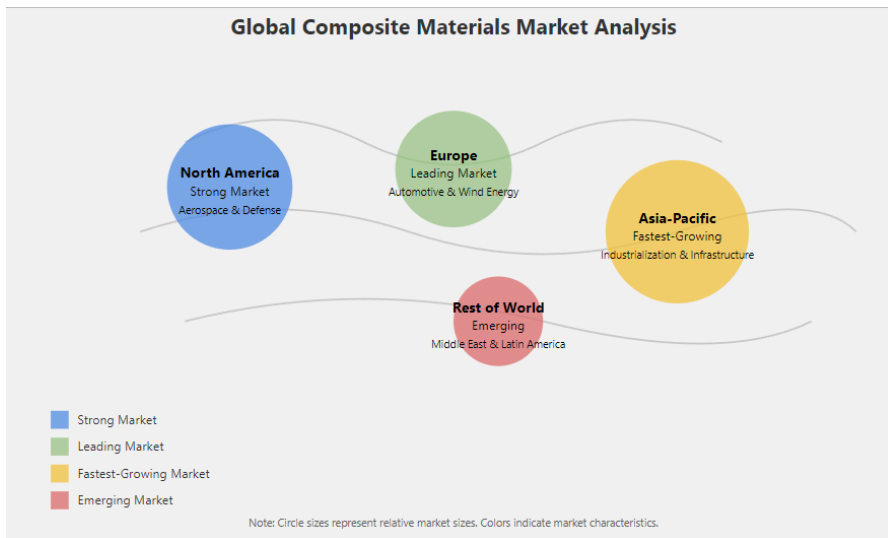 Global Composite Materials Market Analysis
North America
Strong Market
Aerospace & Defense
Europe
Leading Market
Automotive & Wind Energy
Asia-Pacific
Fastest-Growing
Industrialization & Infrastructure
Rest of World
Emerging
Middle East & Latin America
Strong Market
Leading Market
Fastest-Growing Market
Emerging Market
Note: Circle sizes represent relative market sizes. Colors indicate market characteristics.